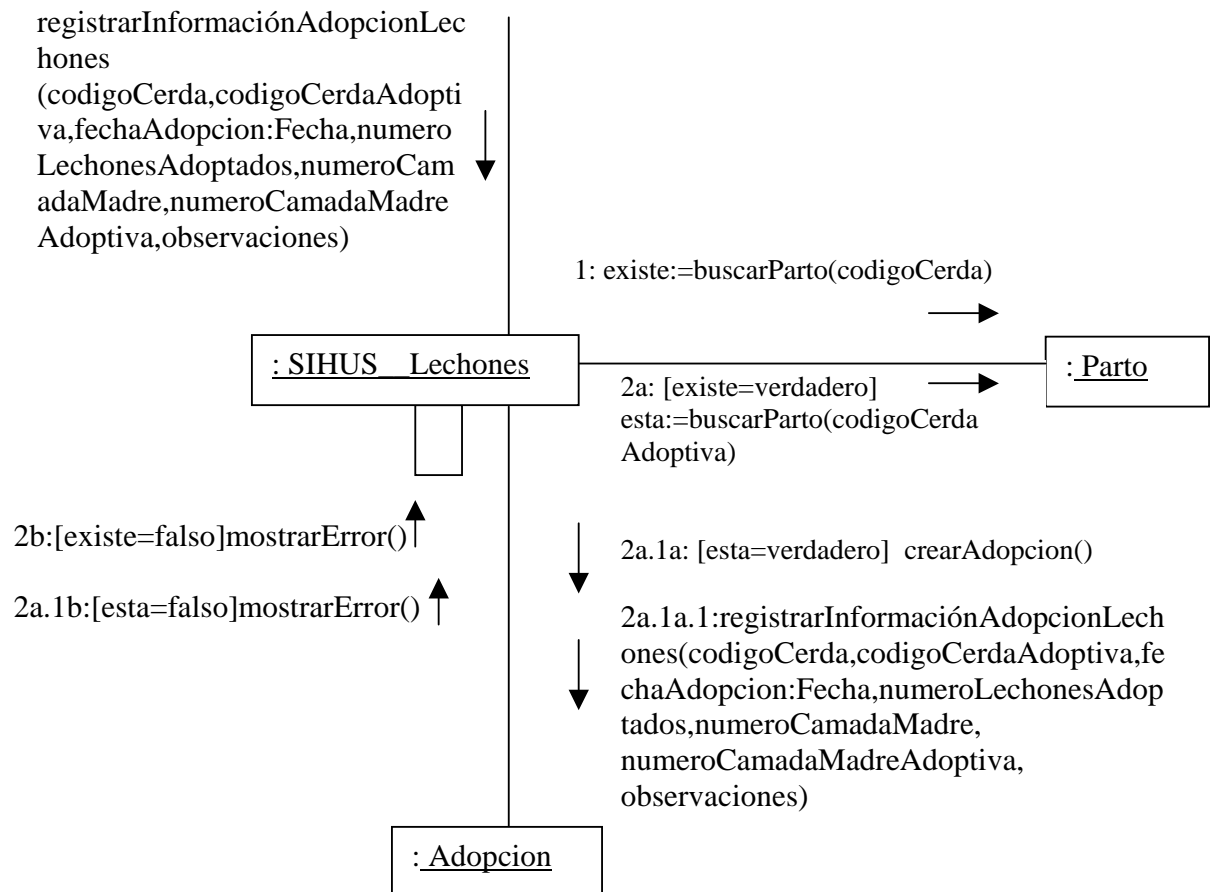 registrarInformaciónAdopcionLec
hones
(codigoCerda,codigoCerdaAdopti
va,fechaAdopcion:Fecha,numero
LechonesAdoptados,numeroCam
adaMadre,numeroCamadaMadre
Adoptiva,observaciones)
1: existe:=buscarParto(codigoCerda)
: SIHUS__Lechones
: Parto
2a: [existe=verdadero]
esta:=buscarParto(codigoCerda
Adoptiva)
2b:[existe=falso]mostrarError()
2a.1a: [esta=verdadero] crearAdopcion()
2a.1b:[esta=falso]mostrarError()
2a.1a.1:registrarInformaciónAdopcionLech
ones(codigoCerda,codigoCerdaAdoptiva,fe
chaAdopcion:Fecha,numeroLechonesAdop
tados,numeroCamadaMadre,
numeroCamadaMadreAdoptiva,
observaciones)
: Adopcion